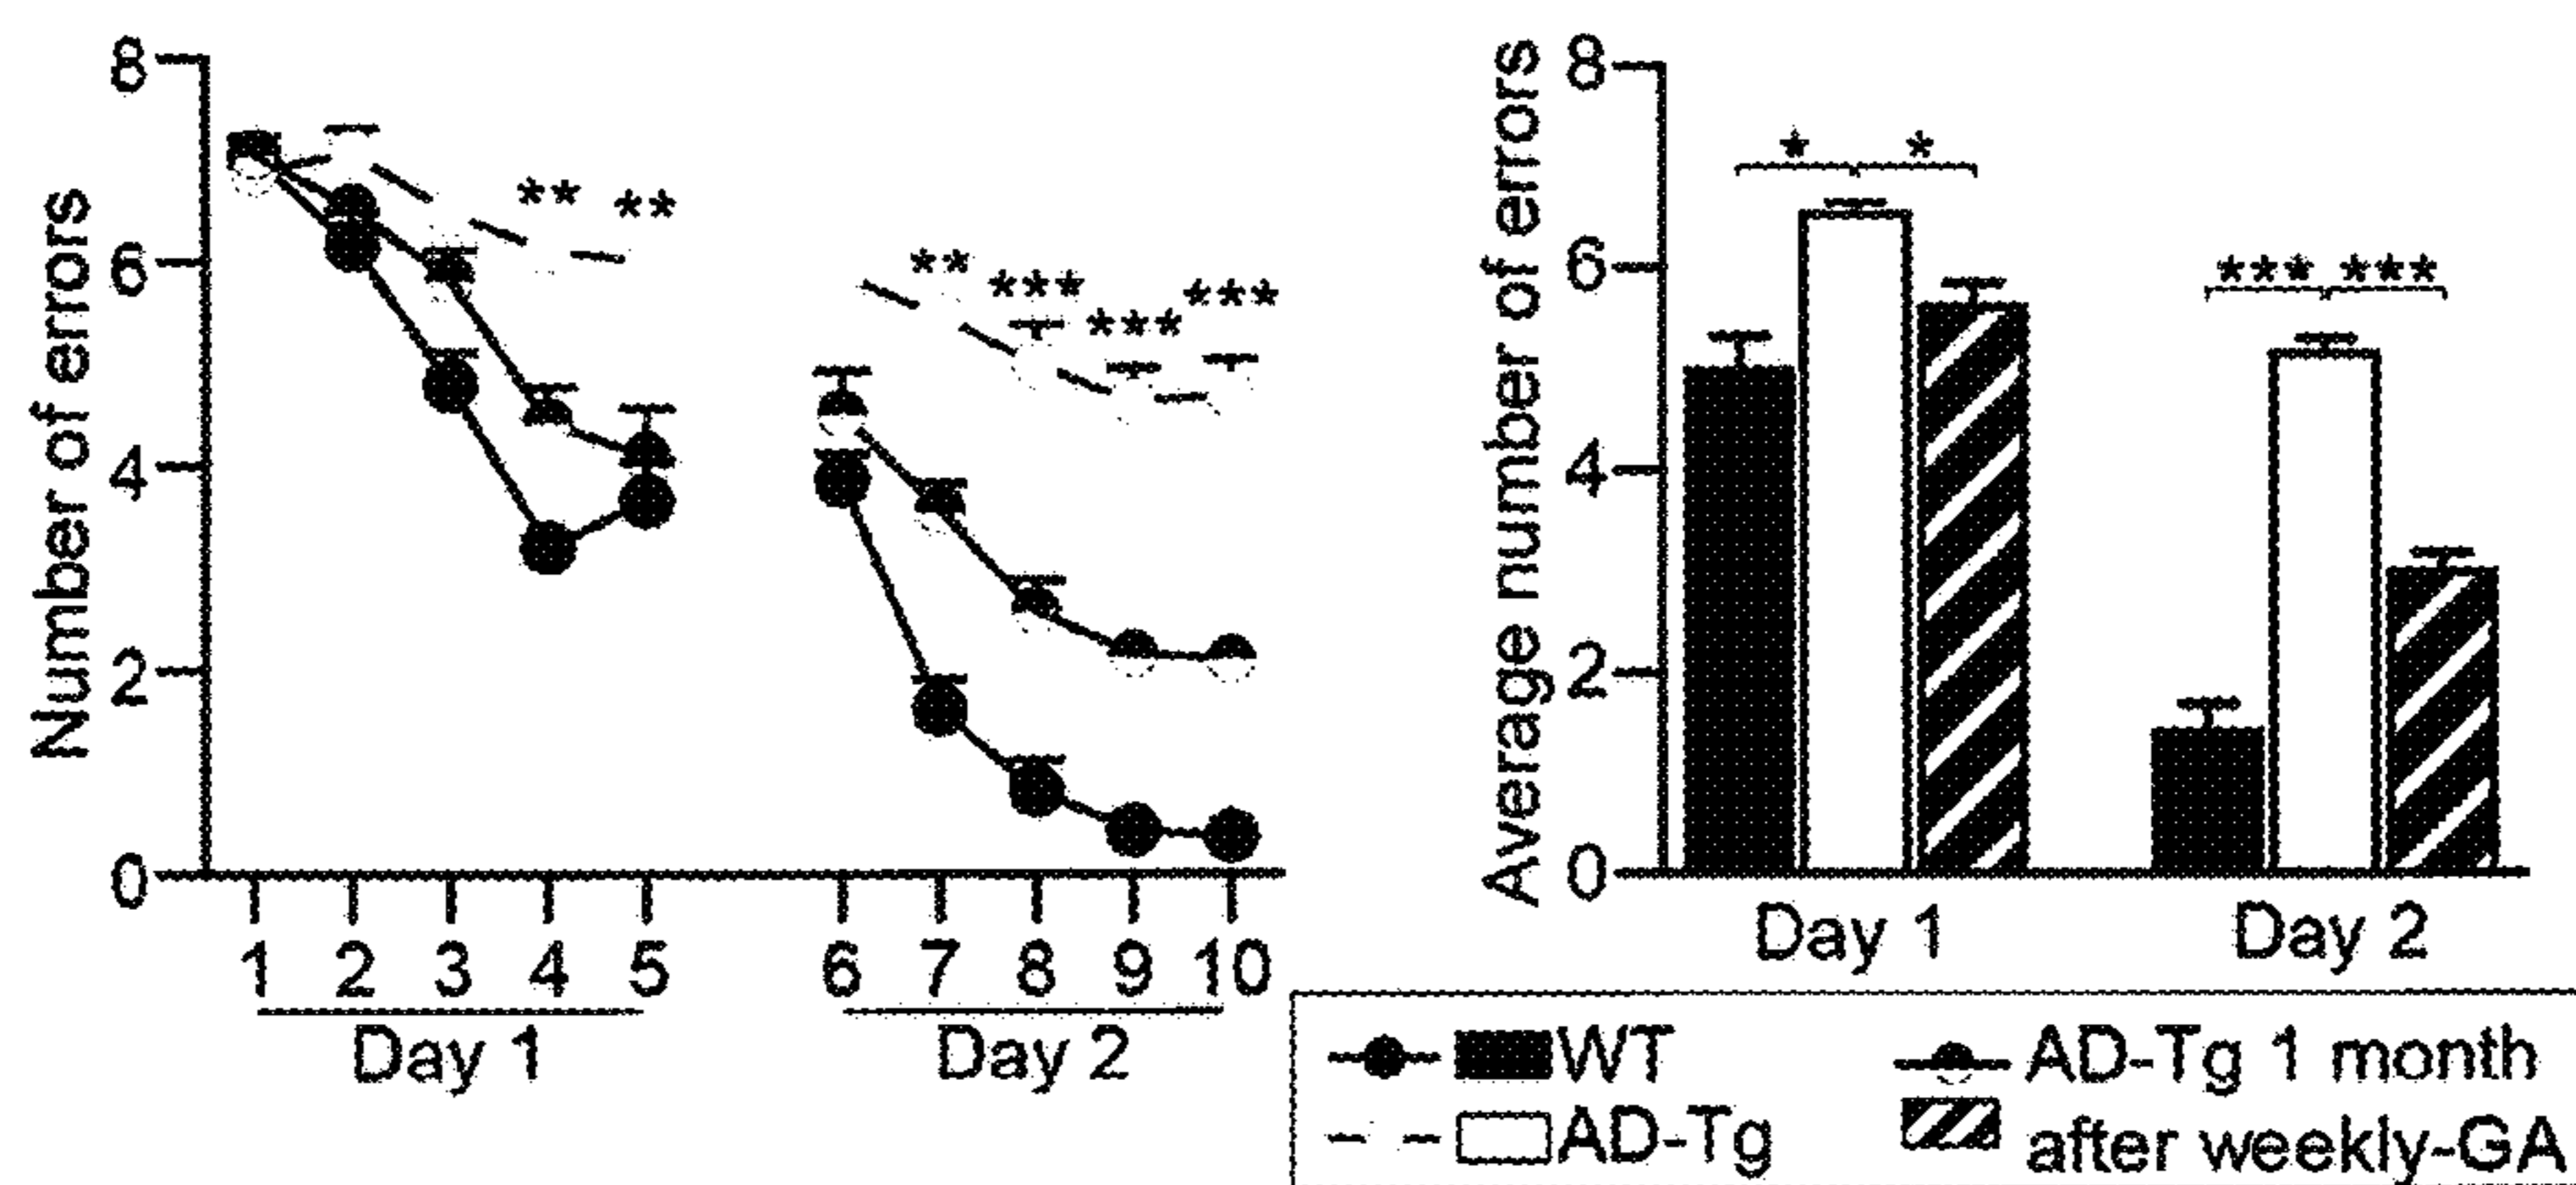 Number of errors
8
6
4
2
0
** **
** *** *** ***
1 2 3 4 5 6 7 8 9 10
Day 1 Day 2
Average number of errors
8
6
4
2
0
* *
*** ***
Day 1 Day 2
WT
AD-Tg
AD-Tg 1 month
after weekly-GA